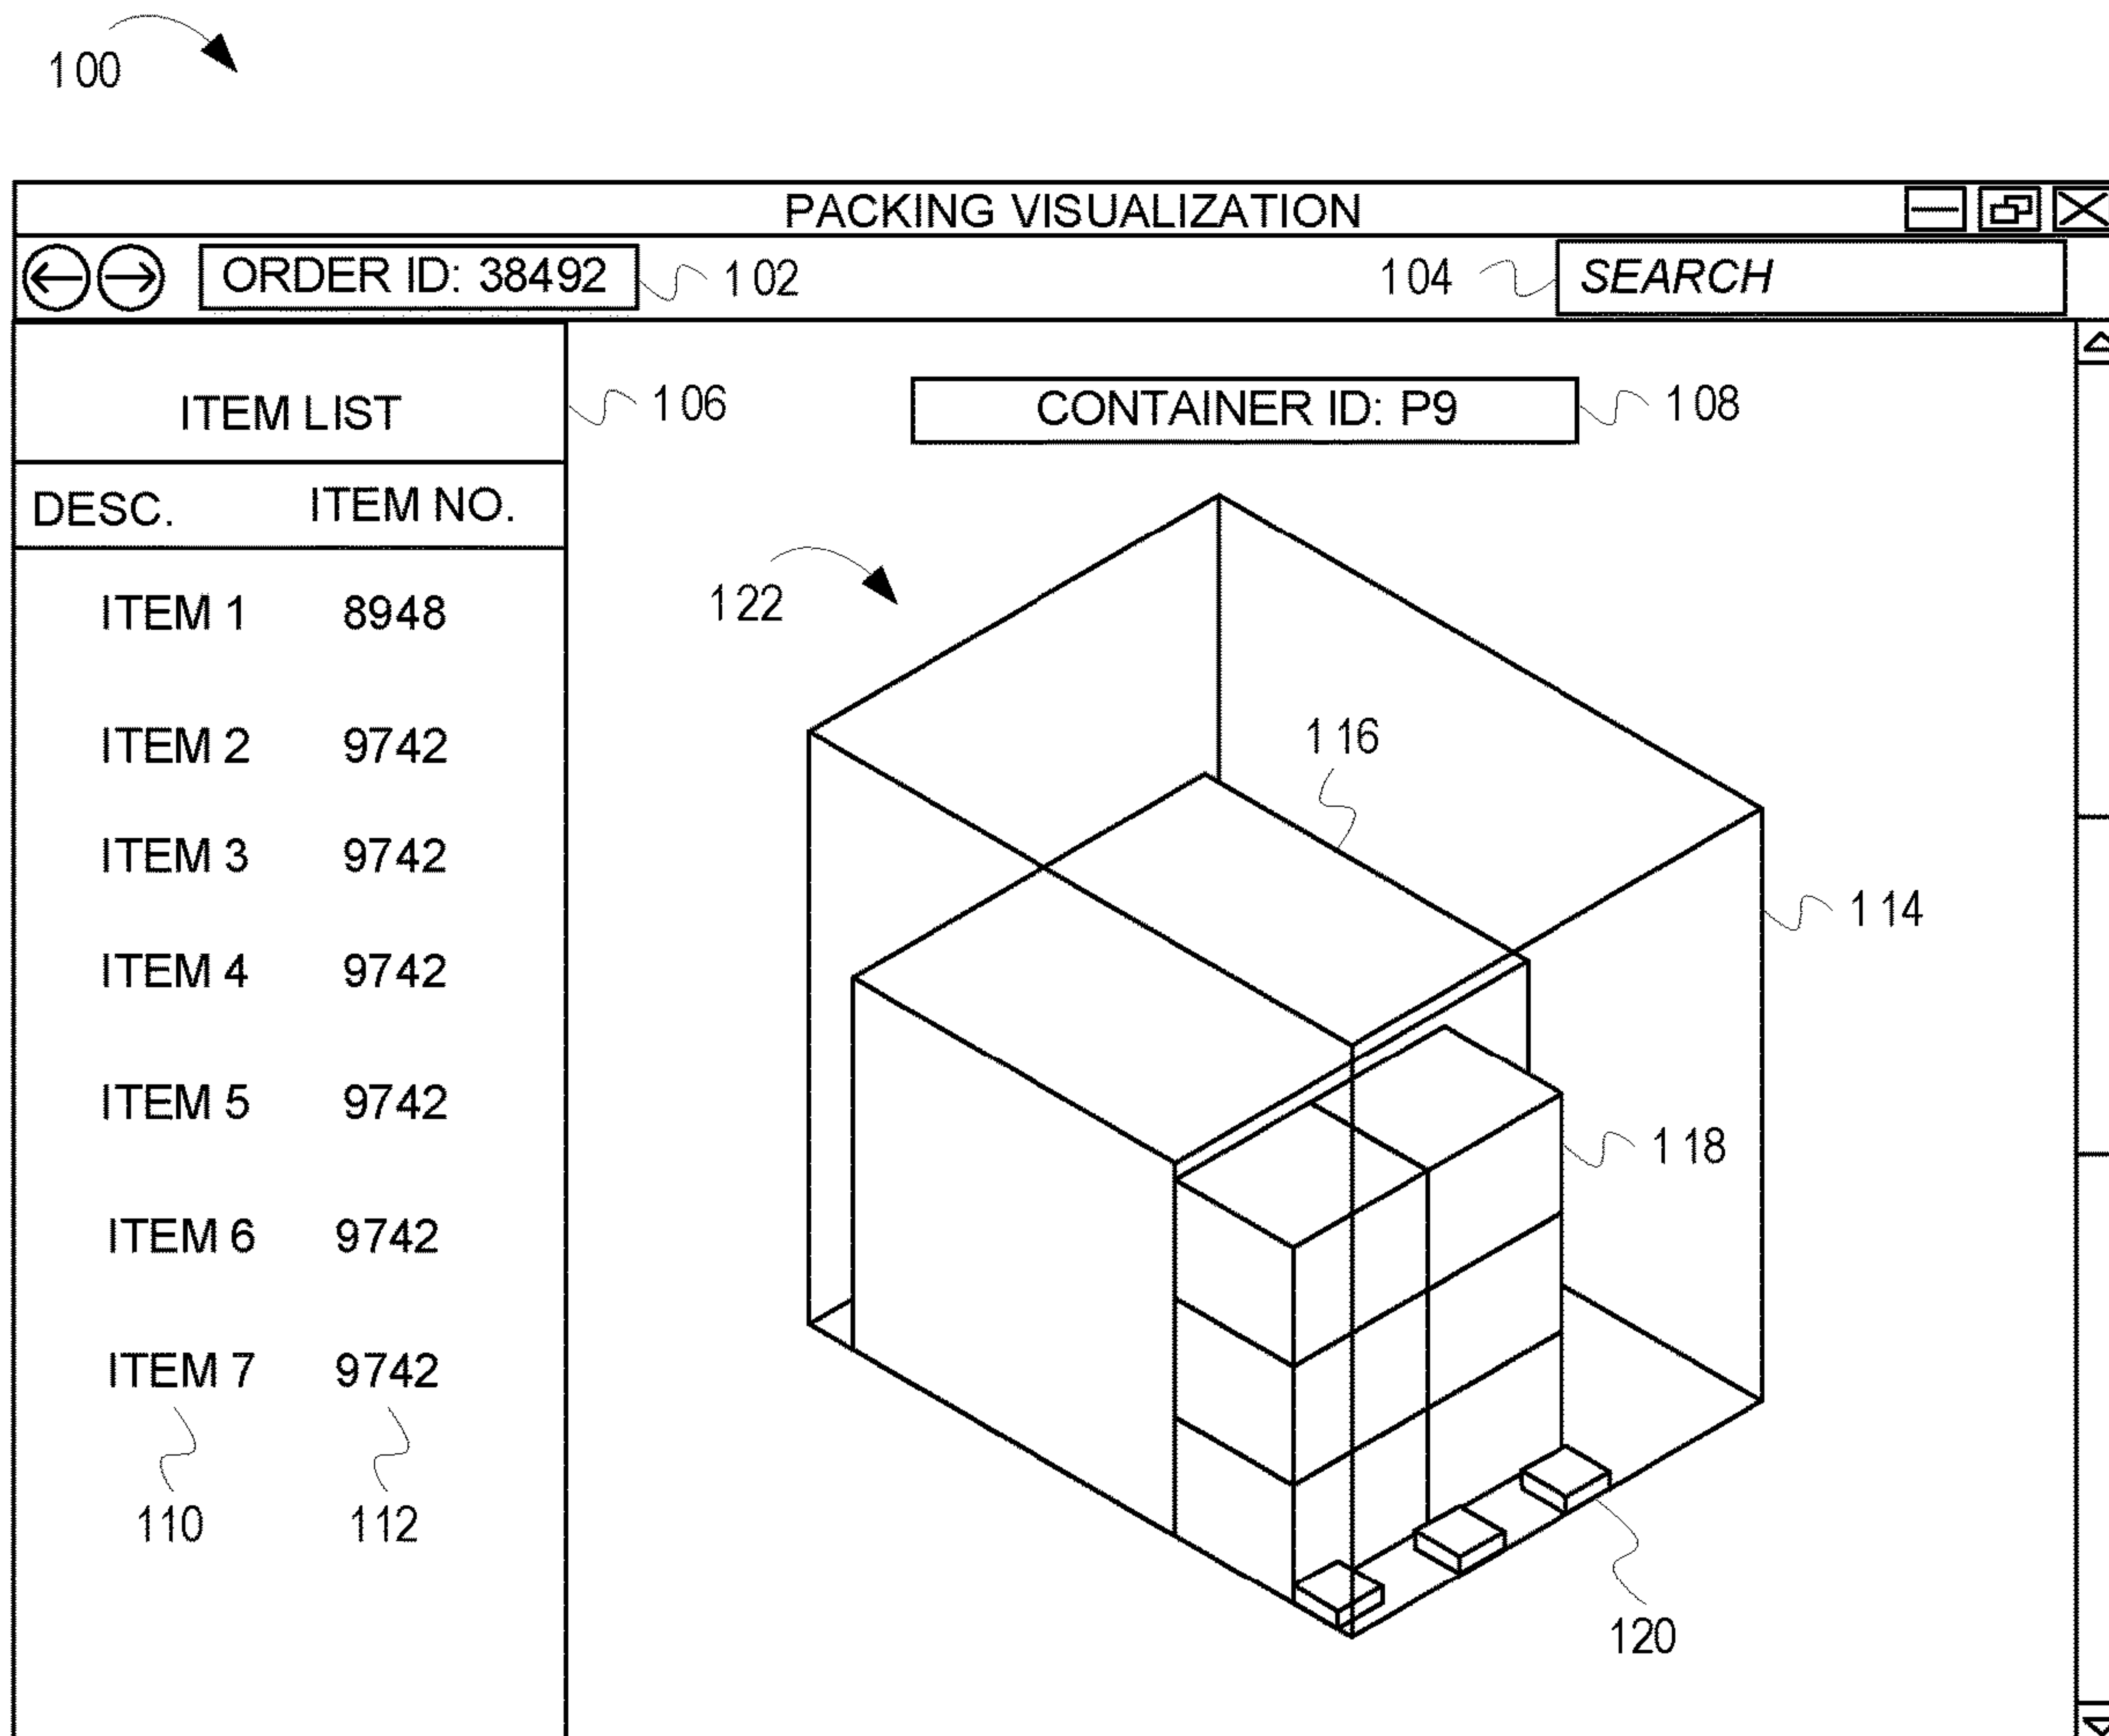 100
PACKING VISUALIZATION
ORDER ID: 38492 102 104 SEARCH
ITEM LIST 106 CONTAINER ID: P9 108
DESC. ITEM NO.
122
ITEM 1 8948
116
ITEM 2 9742
ITEM 3 9742
114
ITEM 4 9742
ITEM 5 9742
118
ITEM 6 9742
ITEM 7 9742
110 112
120